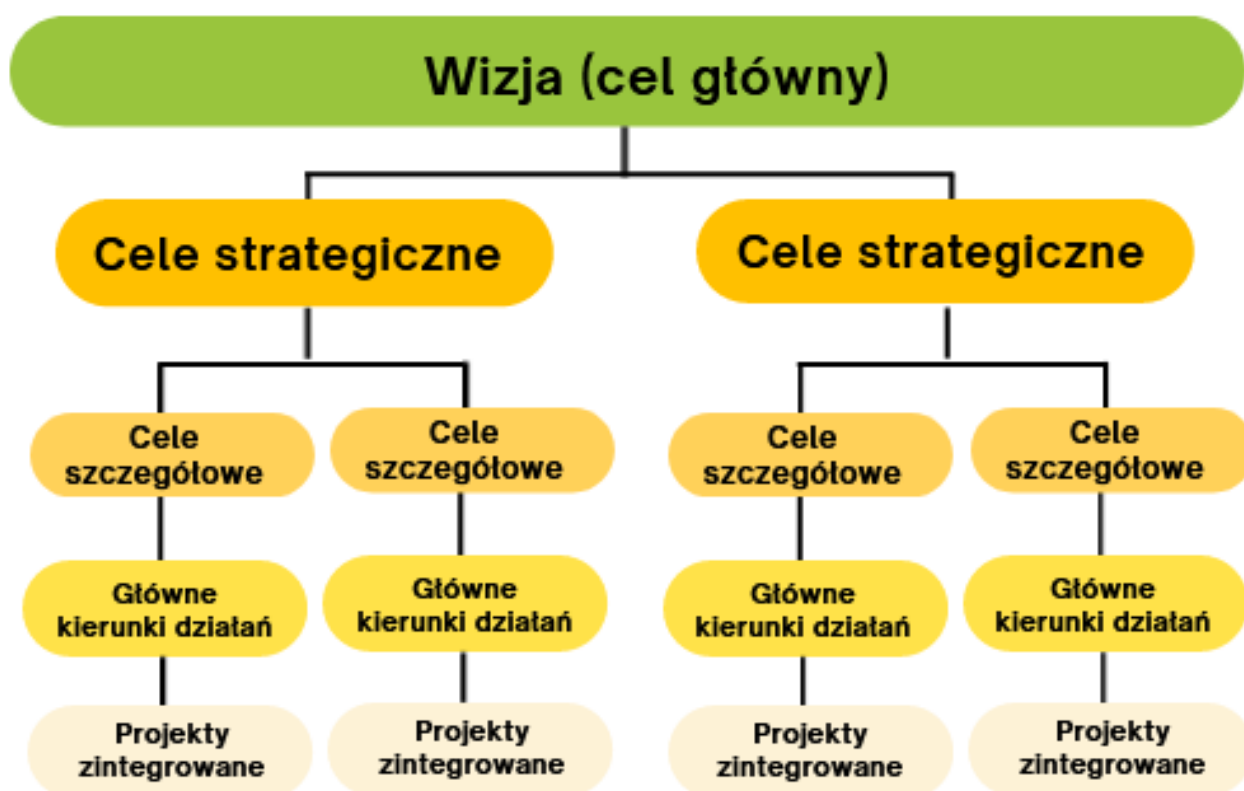 Wizja (cel główny)
Cele strategiczne
Cele strategiczne
Cele
szczegółowe
Cele
szczegółowe
Cele
szczegółowe
Cele
szczegółowe
Główne
kierunki działań
Główne
kierunki działań
Główne
kierunki działań
Główne
kierunki działań
Projekty
zintegrowane
Projekty
zintegrowane
Projekty
zintegrowane
Projekty
zintegrowane